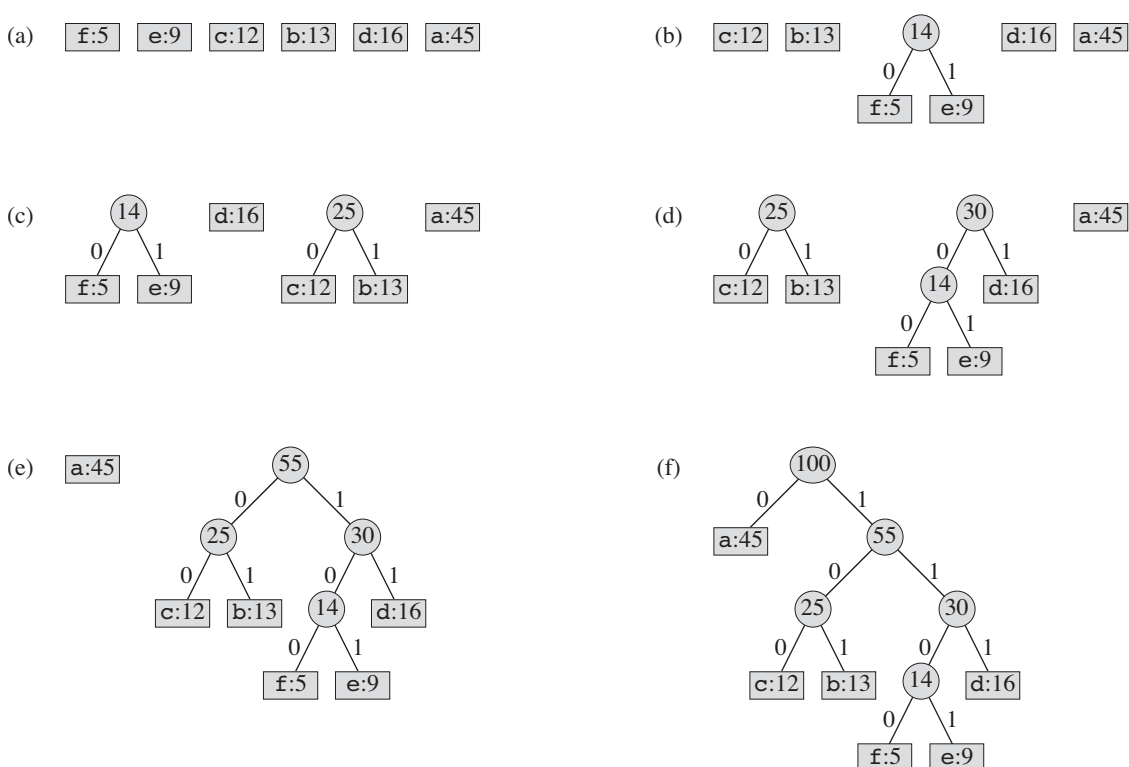 (a) f:5 e:9 c:12 b:13 d:16 a:45
(b) c:12 b:13 14 d:16 a:45
0 1
f:5 e:9
(c) 14 d:16 25 a:45
0 1 0 1
f:5 e:9 c:12 b:13
(d) 25 30 a:45
0 1 0 1
c:12 b:13 14 d:16
0 1
f:5 e:9
(e) a:45 55
0 1
25 30
0 1 0 1
c:12 b:13 14 d:16
0 1
f:5 e:9
(f) 100
0 1
a:45 55
0 1
25 30
0 1 0 1
c:12 b:13 14 d:16
0 1
f:5 e:9